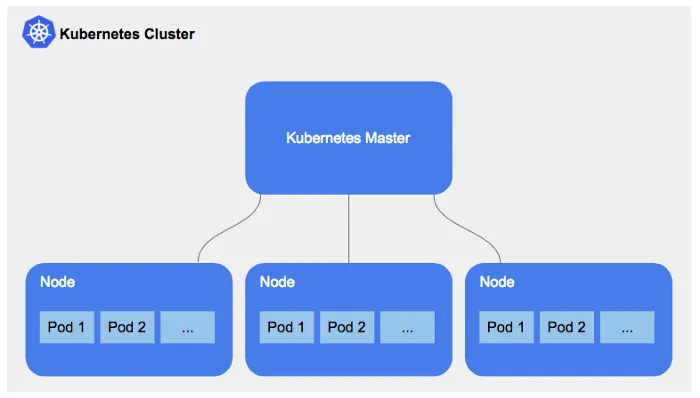 Kubernetes Cluster
Kubernetes Master
Node
Pod 1 Pod 2 ...
Node
Pod 1 Pod 2 ...
Node
Pod 1 Pod 2 ...